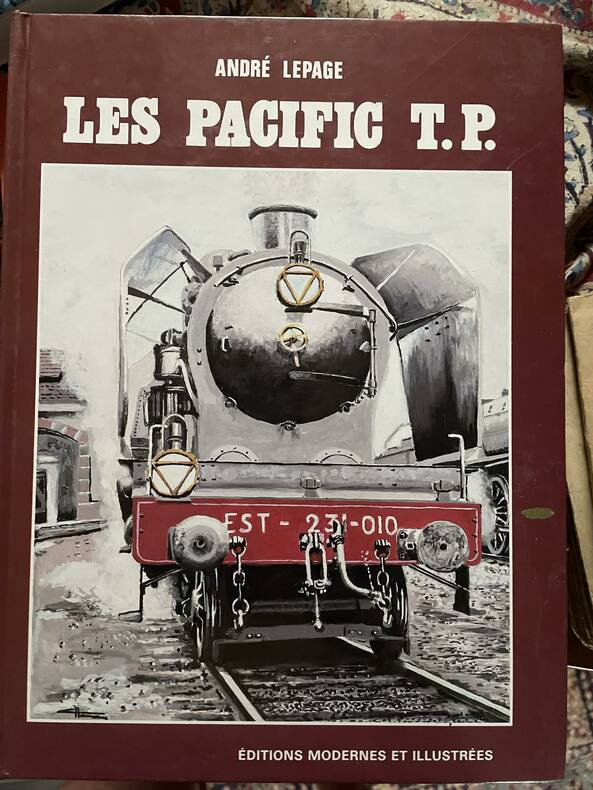 ANDRÉ LEPAGE
LES PACIFIC T.P.
EST - 231-010
ÉDITIONS MODERNES ET ILLUSTRÉES